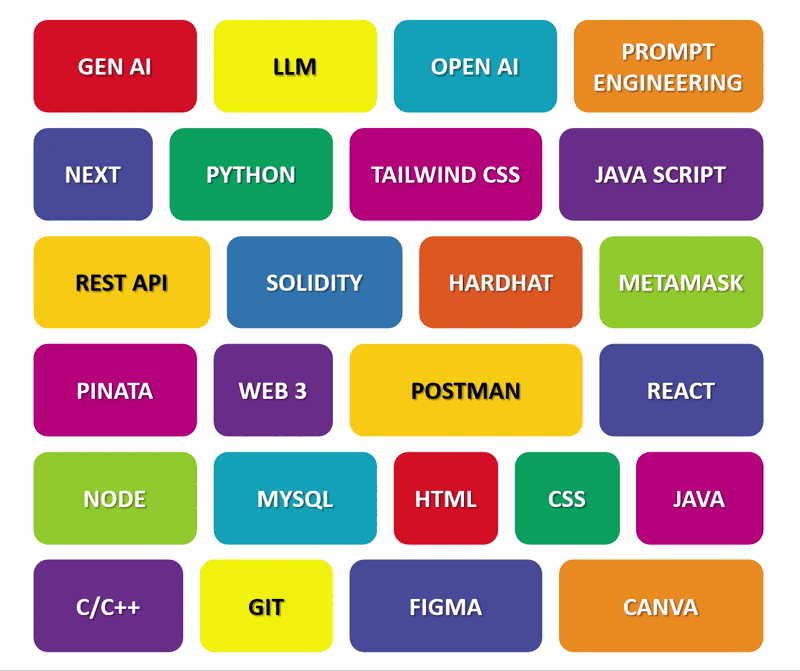 GEN AI
LLM
OPEN AI
PROMPT
ENGINEERING
NEXT
PYTHON
TAILWIND CSS
JAVA SCRIPT
REST API
SOLIDITY
HARDHAT
METAMASK
PINATA
WEB 3
POSTMAN
REACT
NODE
MYSQL
HTML
CSS
JAVA
C/C++
GIT
FIGMA
CANVA